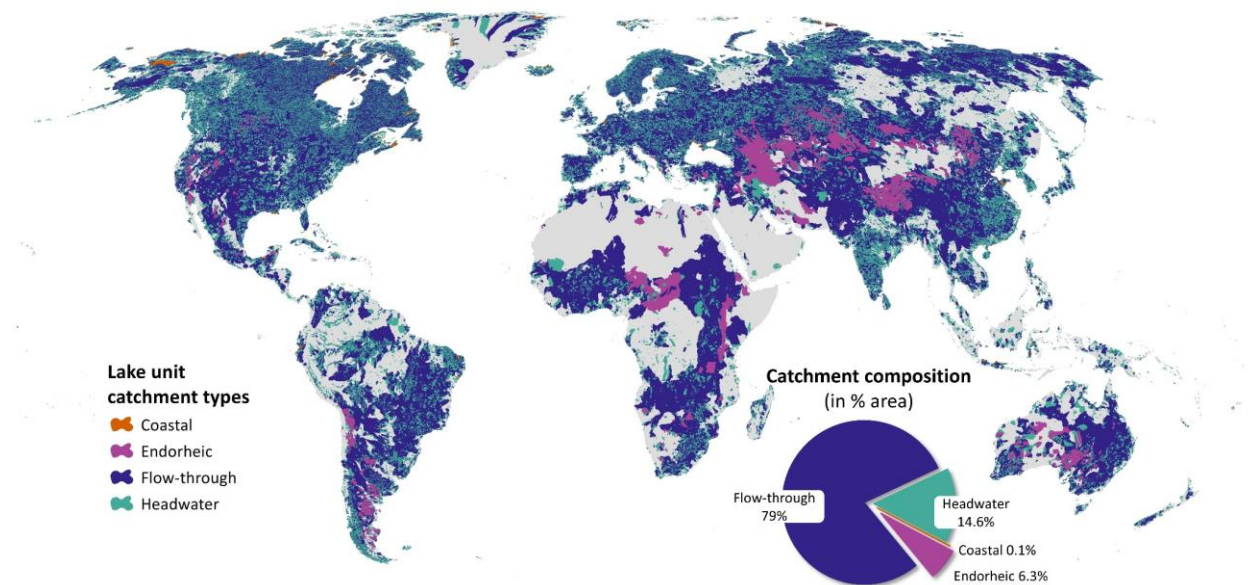 Lake unit
catchment types
Coastal
Endorheic
Flow-through
Headwater
Catchment composition
(in % area)
Flow-through
79%
Headwater
14.6%
Coastal 0.1%
Endorheic 6.3%